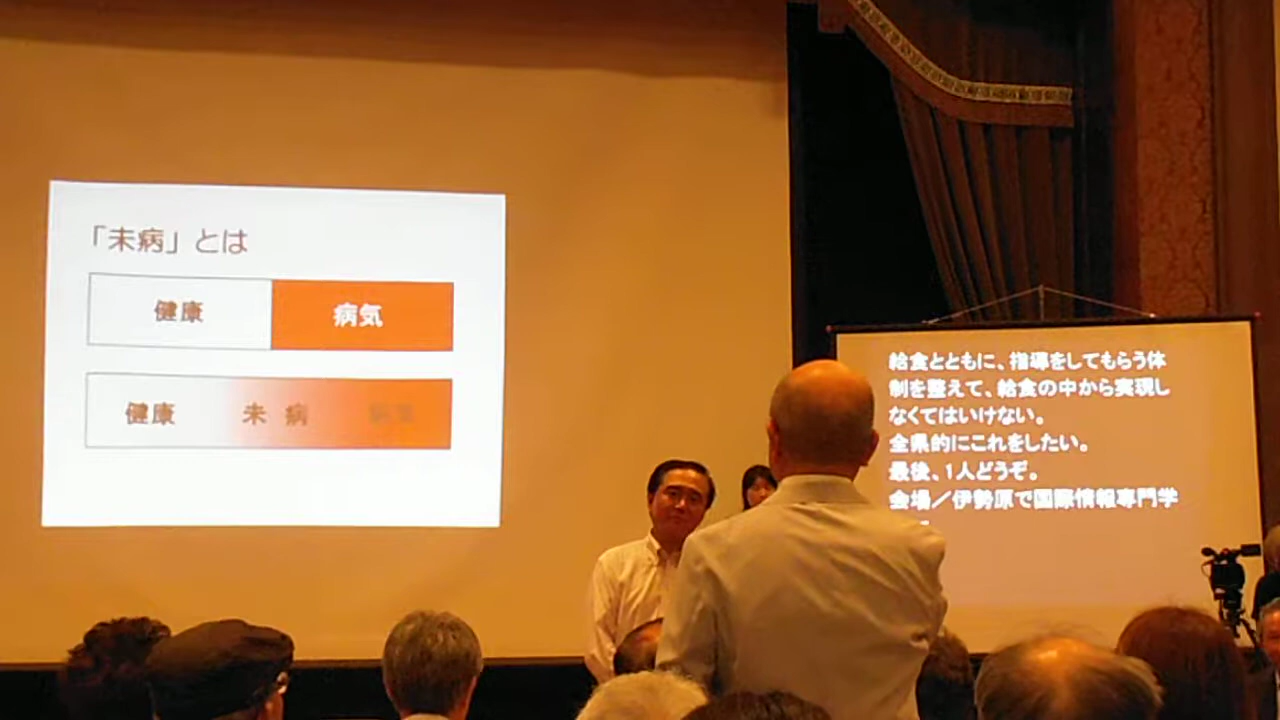 「未病」とは
健康 病気
健康 未病
給食とともに、指導をしてもらう体
制を整えて、給食の中から実現し
なくてはいけない。
全県的にこれをしたい。
最後、1人どうぞ。
会場／伊勢原で国際情報専門学